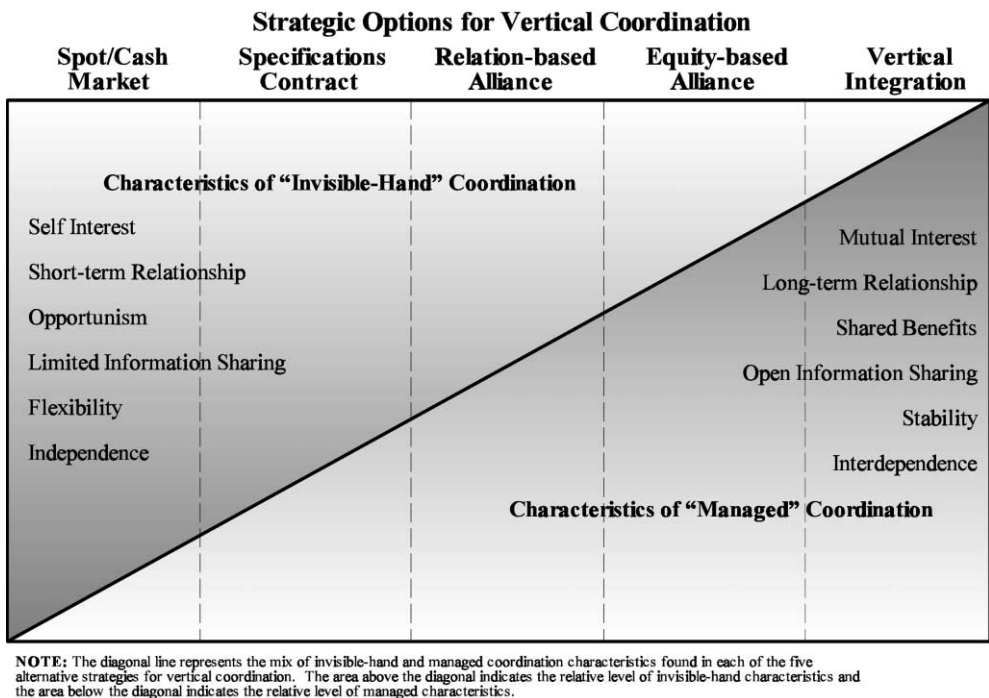 Strategic Options for Vertical Coordination
Spot/Cash Market
Specifications Contract
Relation-based Alliance
Equity-based Alliance
Vertical Integration
Characteristics of “Invisible-Hand” Coordination
Self Interest
Short-term Relationship
Opportunism
Limited Information Sharing
Flexibility
Independence
Mutual Interest
Long-term Relationship
Shared Benefits
Open Information Sharing
Stability
Interdependence
Characteristics of “Managed” Coordination
NOTE: The diagonal line represents the mix of invisible-hand and managed coordination characteristics found in each of the five
alternative strategies for vertical coordination. The area above the diagonal indicates the relative level of invisible-hand characteristics and
the area below the diagonal indicates the relative level of managed characteristics.